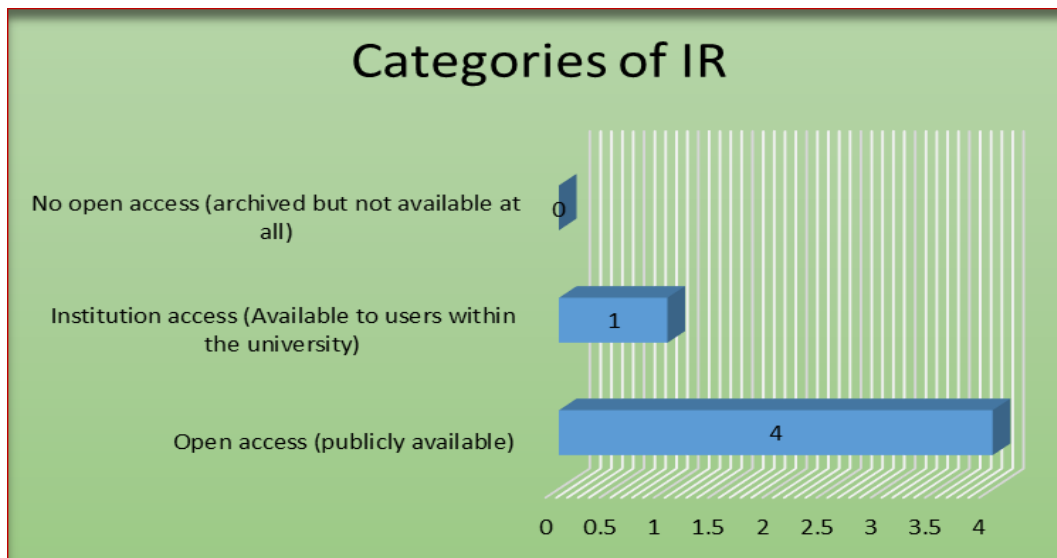 Categories of IR
No open access (archived but not available at
all)
0
Institution access (Available to users within
the university)
1
Open access (publicly available)
4
0 0.5 1 1.5 2 2.5 3 3.5 4